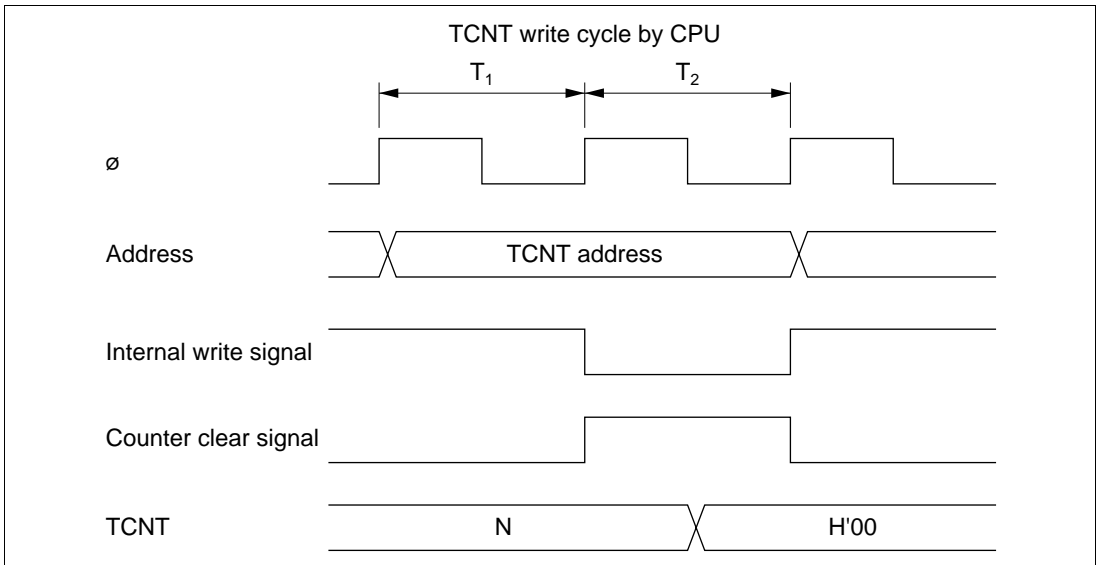 TCNT write cycle by CPU
T₁ T₂
ø
Address TCNT address
Internal write signal
Counter clear signal
TCNT N H'00